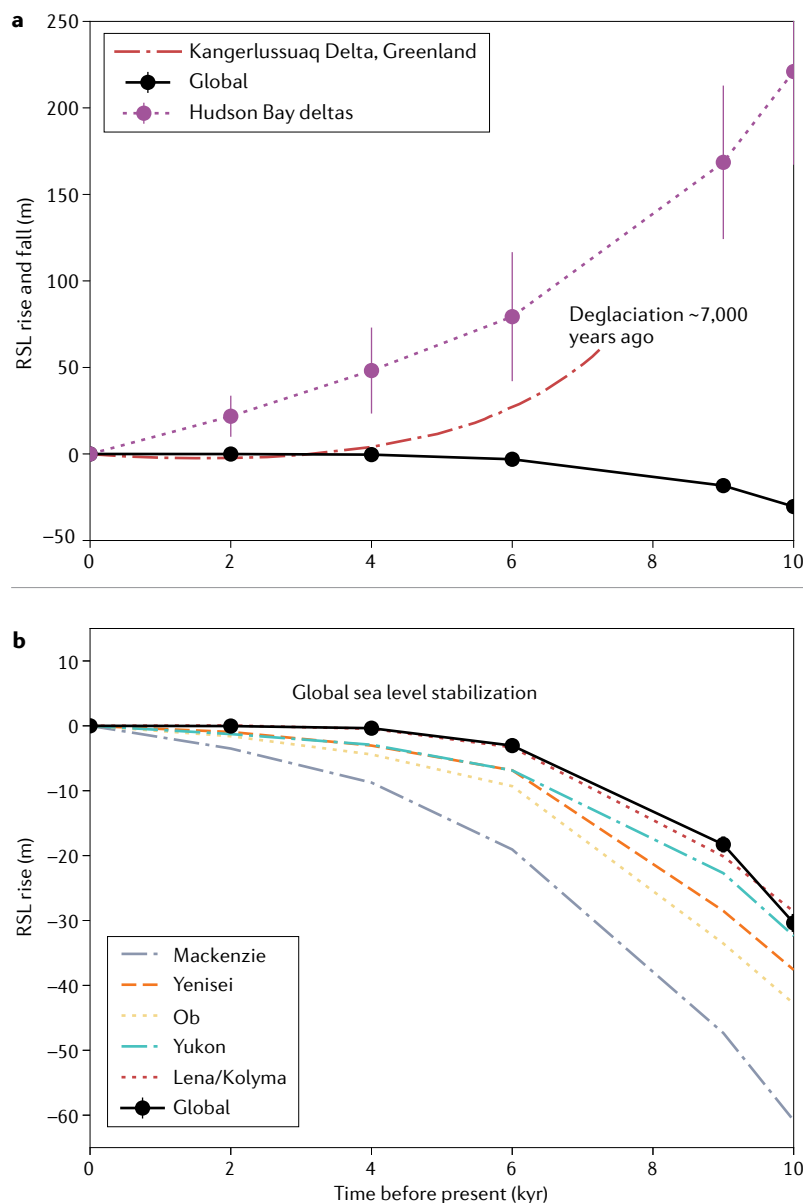 a
250
200
150
100
50
0
−50
RSL rise and fall (m)
Kangerlussuaq Delta, Greenland
Global
Hudson Bay deltas
Deglaciation ~7,000
years ago
0
2
4
6
8
10
b
10
0
−10
−20
−30
−40
−50
−60
RSL rise (m)
Global sea level stabilization
Mackenzie
Yenisei
Ob
Yukon
Lena/Kolyma
Global
0
2
4
6
8
10
Time before present (kyr)